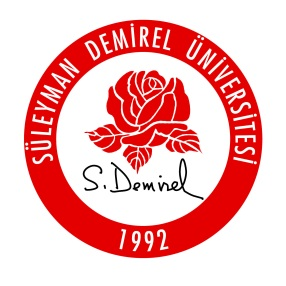 SÜLEYMAN DEMİREL ÜNİVERSİTESİ
S. Demirel
1992